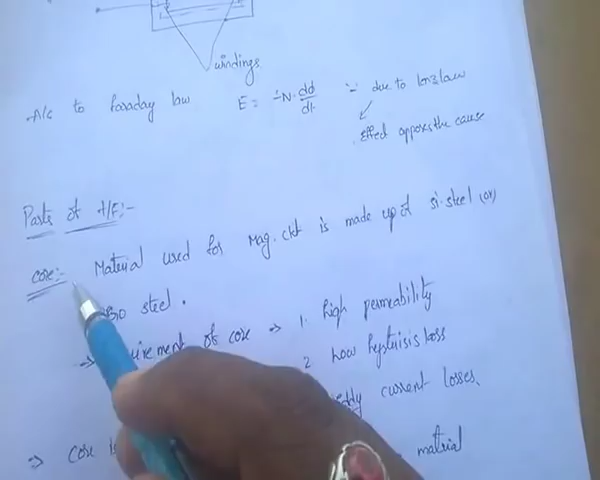 windings
A/c to Faraday law E = -N. dϕ/dt ∵ due to lenz law
Effect opposes the cause
Parts of t/f:-
core:- Material used for Mag. ckt is made up of si. steel (or)
steel.
of core ⇒ 1. high permeability
2 low hysteresis loss
eddy current losses.
⇒ core is material